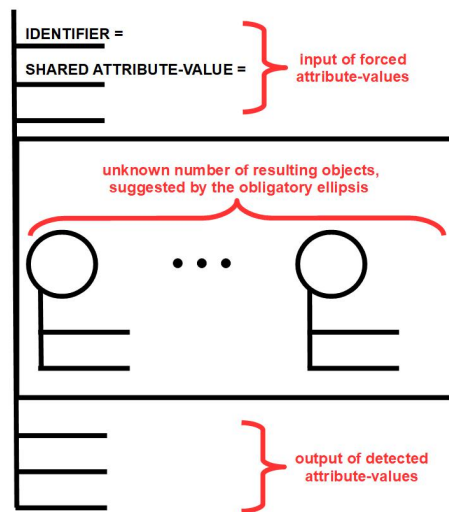 IDENTIFIER =
SHARED ATTRIBUTE-VALUE =
input of forced
attribute-values
unknown number of resulting objects,
suggested by the obligatory ellipsis
output of detected
attribute-values